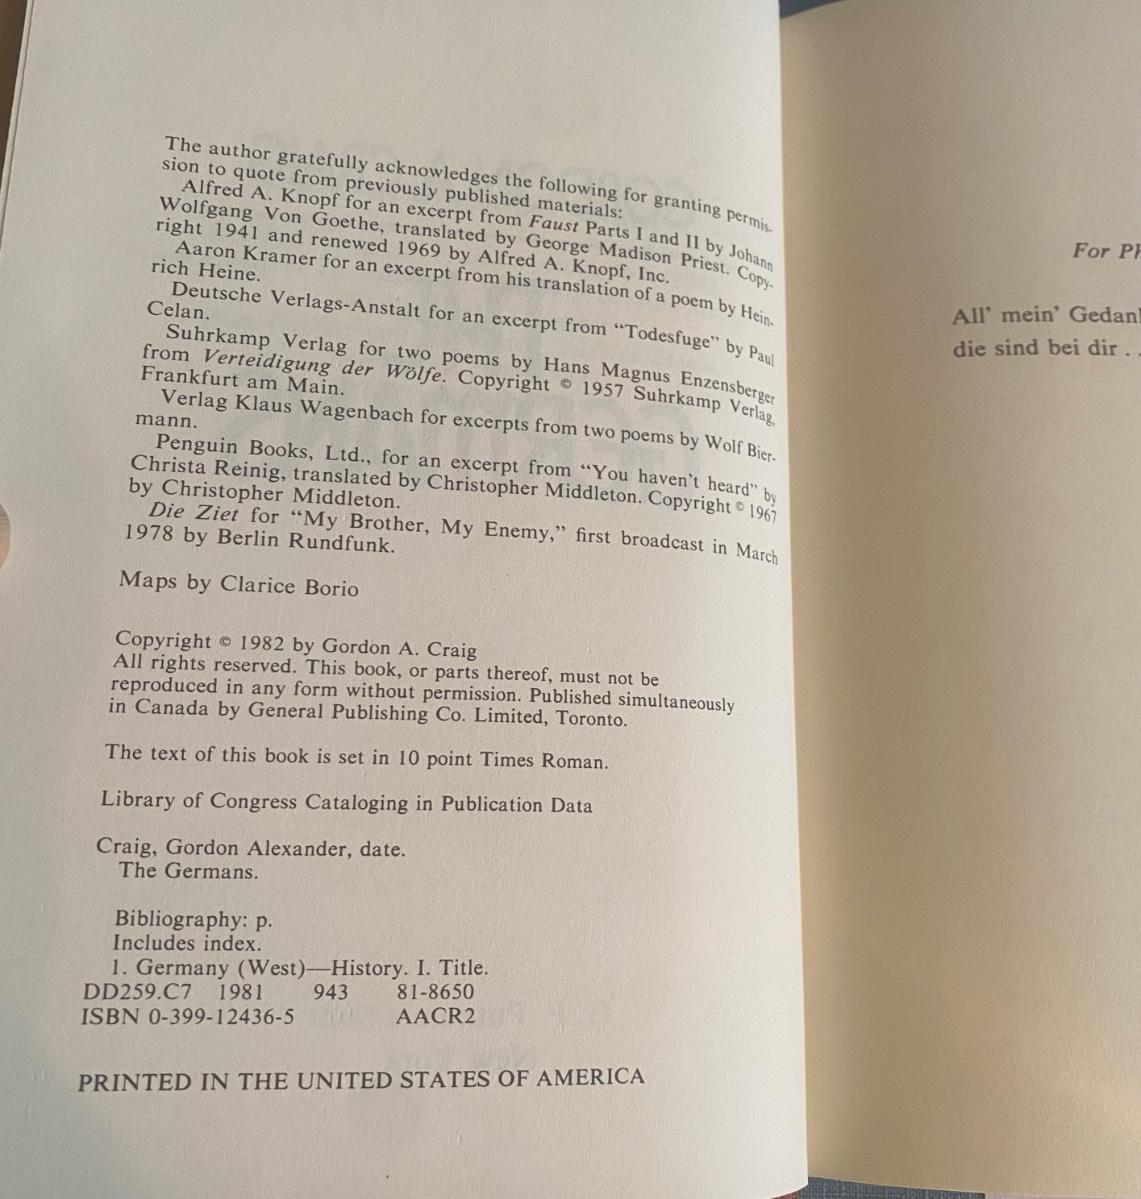 The author gratefully acknowledges the following for granting permis-
sion to quote from previously published materials:
Alfred A. Knopf for an excerpt from Faust Parts I and II by Johann
Wolfgang Von Goethe, translated by George Madison Priest. Copy-
right 1941 and renewed 1969 by Alfred A. Knopf, Inc.
Aaron Kramer for an excerpt from his translation of a poem by Hein-
rich Heine.
Deutsche Verlags-Anstalt for an excerpt from “Todesfuge” by Paul
Celan.
Suhrkamp Verlag for two poems by Hans Magnus Enzensberger
from Verteidigung der Wölfe. Copyright © 1957 Suhrkamp Verlag,
Frankfurt am Main.
Verlag Klaus Wagenbach for excerpts from two poems by Wolf Bier-
mann.
Penguin Books, Ltd., for an excerpt from “You haven’t heard” by
Christa Reinig, translated by Christopher Middleton. Copyright © 1967
by Christopher Middleton.
Die Ziet for “My Brother, My Enemy,” first broadcast in March
1978 by Berlin Rundfunk.
Maps by Clarice Borio
Copyright © 1982 by Gordon A. Craig
All rights reserved. This book, or parts thereof, must not be
reproduced in any form without permission. Published simultaneously
in Canada by General Publishing Co. Limited, Toronto.
The text of this book is set in 10 point Times Roman.
Library of Congress Cataloging in Publication Data
Craig, Gordon Alexander, date.
The Germans.
Bibliography: p.
Includes index.
1. Germany (West)—History. I. Title.
DD259.C7 1981 943 81-8650
ISBN 0-399-12436-5 AACR2
PRINTED IN THE UNITED STATES OF AMERICA
For
All’ mein’
die sind bei dir . .